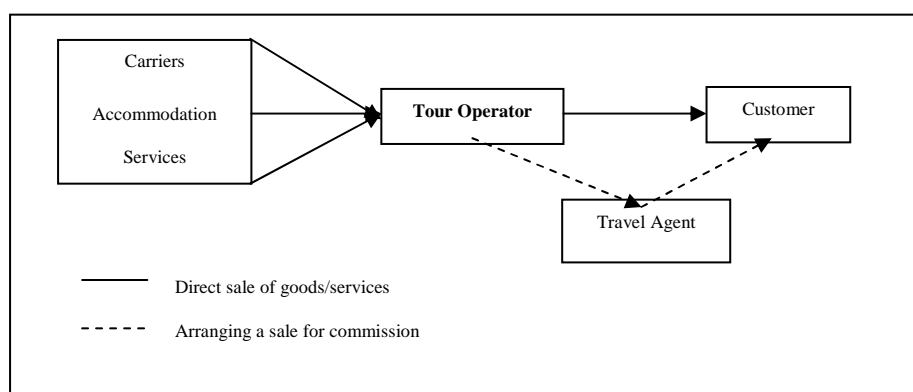 Carriers
Accommodation
Services
Tour Operator
Customer
Travel Agent
Direct sale of goods/services
Arranging a sale for commission